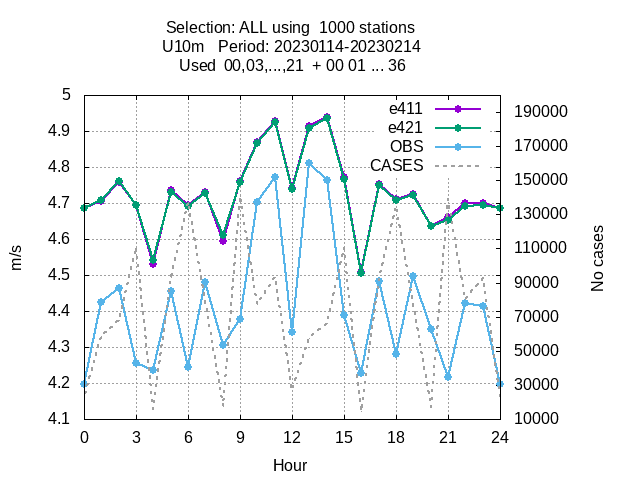 Selection: ALL using  1000 stations
U10m   Period: 20230114-20230214
Used  00,03,...,21  + 00 01 ... 36
e411
e421
OBS
CASES
5
4.9
4.8
4.7
4.6
4.5
4.4
4.3
4.2
4.1
m/s
190000
170000
150000
130000
110000
90000
70000
50000
30000
10000
No cases
0 3 6 9 12 15 18 21 24
Hour